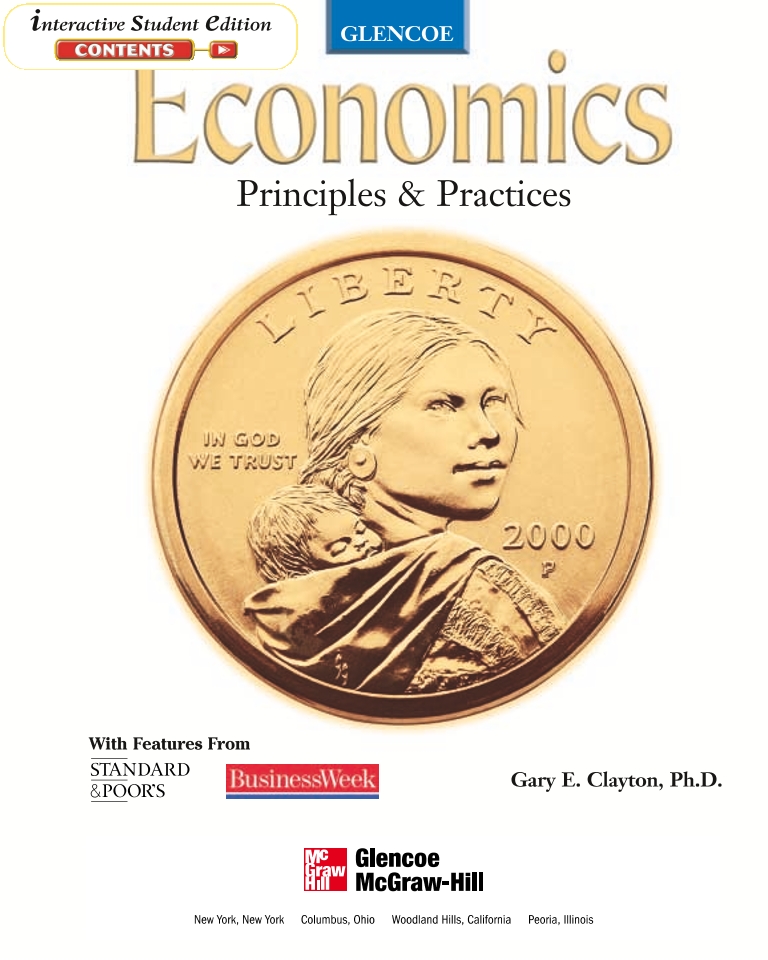 interactive Student Edition
CONTENTS
GLENCOE
Economics
Principles & Practices
LIBERTY
IN GOD
WE TRUST
2000
P
With Features From
STANDARD
&POOR'S
BusinessWeek
Gary E. Clayton, Ph.D.
Mc
Graw
Hill
Glencoe
McGraw-Hill
New York, New York Columbus, Ohio Woodland Hills, California Peoria, Illinois